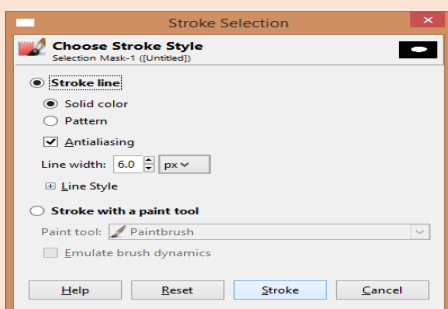 Stroke Selection
Choose Stroke Style
Selection Mask-1 ([Untitled])
Stroke line
Solid color
Pattern
Antialiasing
Line width: 6.0 px
Line Style
Stroke with a paint tool
Paint tool: Paintbrush
Emulate brush dynamics
Help Reset Stroke Cancel